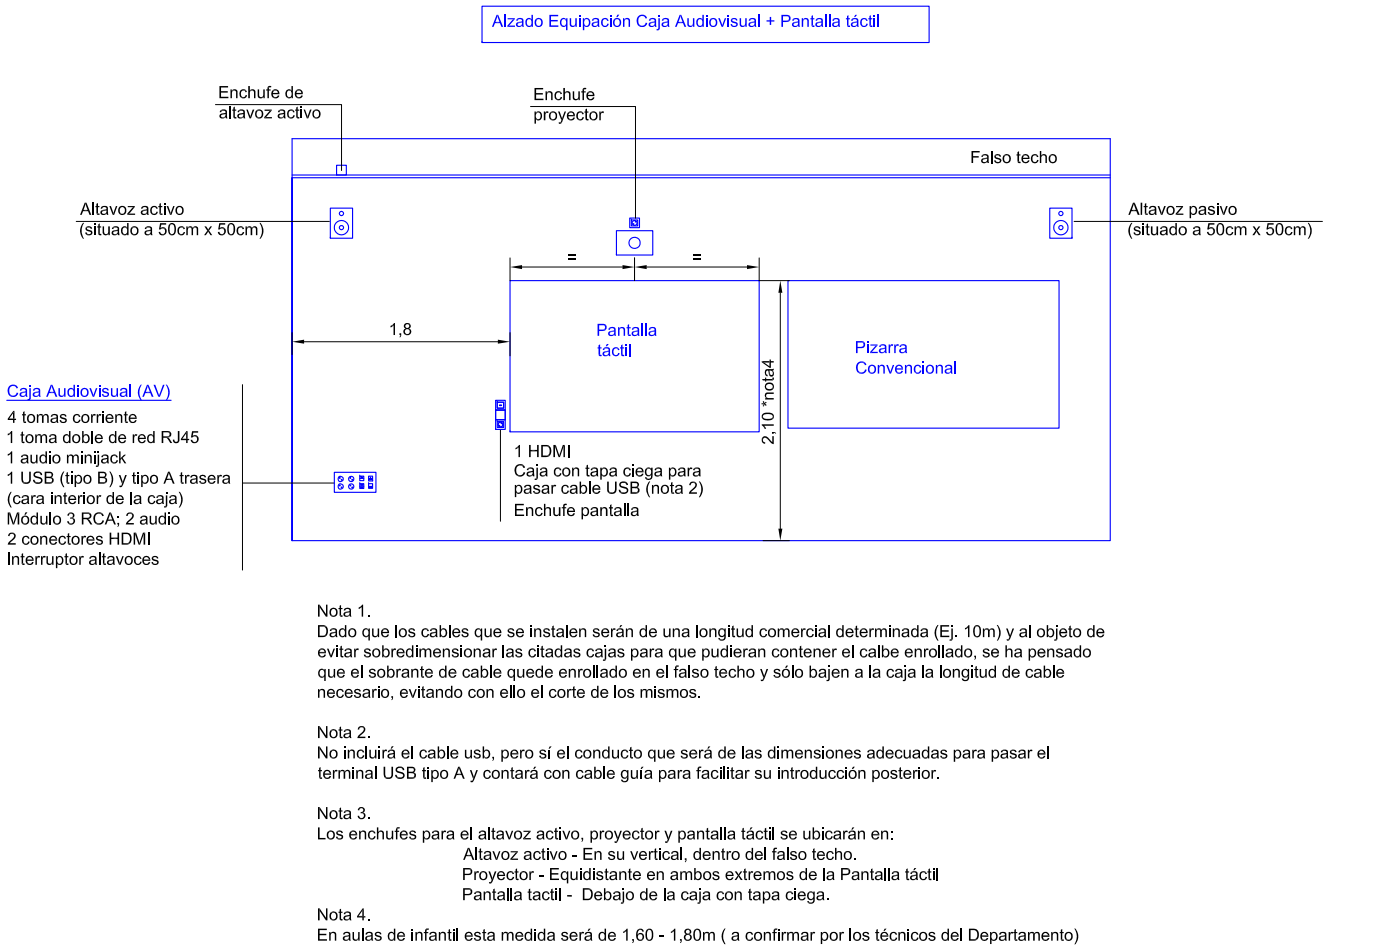 Alzado Equipación Caja Audiovisual + Pantalla táctil
Enchufe de
altavoz activo
Enchufe
proyector
Falso techo
Altavoz activo
(situado a 50cm x 50cm)
Altavoz pasivo
(situado a 50cm x 50cm)
=
=
1,8
Pantalla
táctil
2,10 *nota4
Pizarra
Convencional
Caja Audiovisual (AV)
4 tomas corriente
1 toma doble de red RJ45
1 audio minijack
1 USB (tipo B) y tipo A trasera
(cara interior de la caja)
Módulo 3 RCA; 2 audio
2 conectores HDMI
Interruptor altavoces
1 HDMI
Caja con tapa ciega para
pasar cable USB (nota 2)
Enchufe pantalla
Nota 1.
Dado que los cables que se instalen serán de una longitud comercial determinada (Ej. 10m) y al objeto de
evitar sobredimensionar las citadas cajas para que pudieran contener el calbe enrollado, se ha pensado
que el sobrante de cable quede enrollado en el falso techo y sólo bajen a la caja la longitud de cable
necesario, evitando con ello el corte de los mismos.
Nota 2.
No incluirá el cable usb, pero sí el conducto que será de las dimensiones adecuadas para pasar el
terminal USB tipo A y contará con cable guía para facilitar su introducción posterior.
Nota 3.
Los enchufes para el altavoz activo, proyector y pantalla táctil se ubicarán en:
Altavoz activo - En su vertical, dentro del falso techo.
Proyector - Equidistante en ambos extremos de la Pantalla táctil
Pantalla tactil - Debajo de la caja con tapa ciega.
Nota 4.
En aulas de infantil esta medida será de 1,60 - 1,80m ( a confirmar por los técnicos del Departamento)